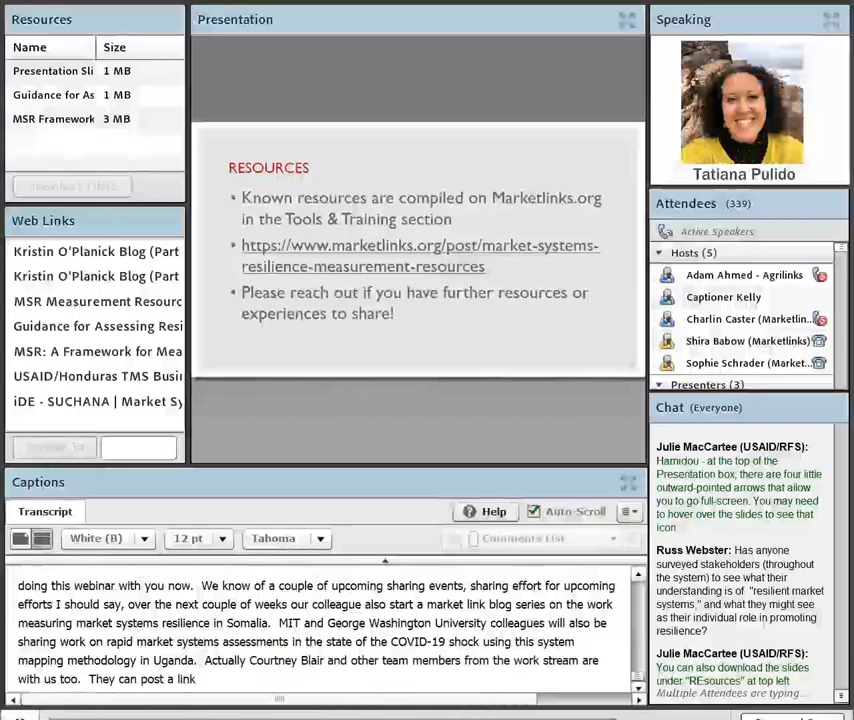 Resources
Name Size
Presentation Sli 1 MB
Guidance for As 1 MB
MSR Framework 3 MB
Web Links
Kristin O'Planick Blog (Part
Kristin O'Planick Blog (Part
MSR Measurement Resourc
Guidance for Assessing Resi
MSR: A Framework for Mea
USAID/Honduras TMS Busin
iDE - SUCHANA | Market Sy
Presentation
RESOURCES
• Known resources are compiled on Marketlinks.org
in the Tools & Training section
• https://www.marketlinks.org/post/market-systems-
resilience-measurement-resources
• Please reach out if you have further resources or
experiences to share!
Speaking
Tatiana Pulido
Attendees (339)
Active Speakers
Hosts (5)
Adam Ahmed - Agrilinks
Captioner Kelly
Charlin Caster (Marketlin...
Shira Babow (Marketlinks)
Sophie Schrader (Market...
Presenters (3)
Chat (Everyone)
Julie MacCartee (USAID/RFS):
Hamidou - at the top of the
Presentation box, there are four little
outward-pointed arrows that allow
you to go full-screen. You may need
to hover over the slides to see that
icon
Russ Webster: Has anyone
surveyed stakeholders (throughout
the system) to see what their
understanding is of "resilient market
systems," and what they might see
as their individual role in promoting
resilience?
Julie MacCartee (USAID/RFS):
You can also download the slides
under "REsources" at top left
Multiple Attendees are typing...
Captions
Transcript Help Auto-Scroll
White (B) 12 pt Tahoma Comments List
doing this webinar with you now. We know of a couple of upcoming sharing events, sharing effort for upcoming
efforts I should say, over the next couple of weeks our colleague also start a market link blog series on the work
measuring market systems resilience in Somalia. MIT and George Washington University colleagues will also be
sharing work on rapid market systems assessments in the state of the COVID-19 shock using this system
mapping methodology in Uganda. Actually Courtney Blair and other team members from the work stream are
with us too. They can post a link